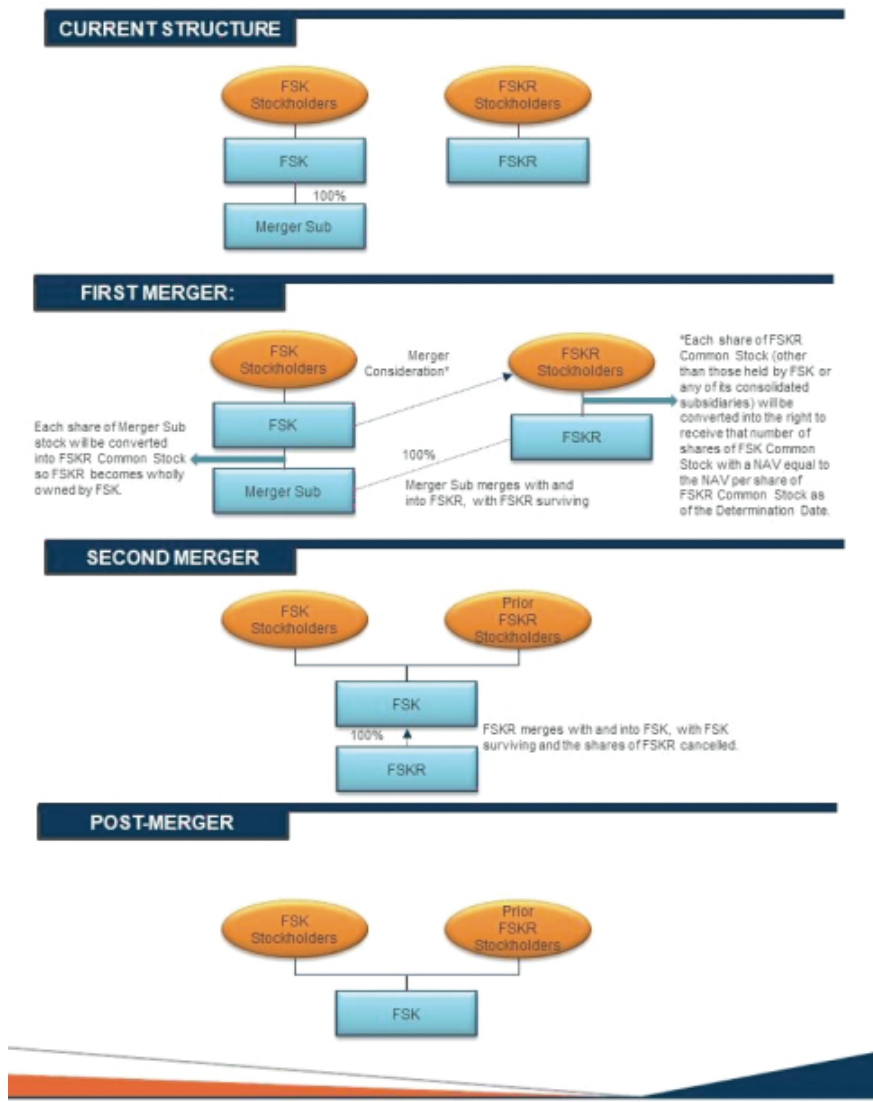 CURRENT STRUCTURE
FSK
Stockholders
FSKR
Stockholders
FSK
FSKR
100%
Merger Sub
FIRST MERGER:
FSK
Stockholders
Merger
Consideration*
FSKR
Stockholders
*Each share of FSKR
Common Stock (other
than those held by FSK or
any of its consolidated
subsidiaries) will be
converted into the right to
receive that number of
shares of FSK Common
Stock with a NAV equal to
the NAV per share of
FSKR Common Stock as
of the Determination Date.
Each share of Merger Sub
stock will be converted
into FSKR Common Stock
so FSKR becomes wholly
owned by FSK.
FSK
FSKR
100%
Merger Sub
Merger Sub merges with and
into FSKR, with FSKR surviving
SECOND MERGER
FSK
Stockholders
Prior
FSKR
Stockholders
FSK
100%
FSKR merges with and into FSK, with FSK
surviving and the shares of FSKR cancelled.
FSKR
POST-MERGER
FSK
Stockholders
Prior
FSKR
Stockholders
FSK